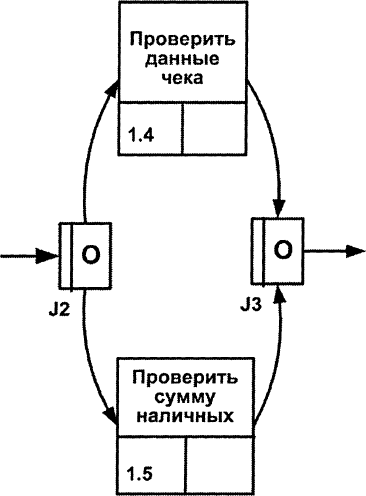 Проверить
данные
чека
1.4
O
J2
O
J3
Проверить
сумму
наличных
1.5